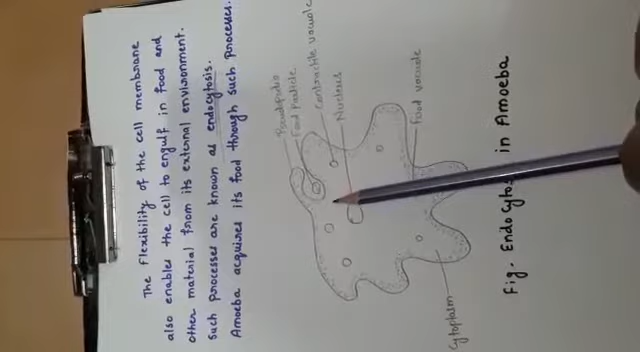 The flexibility of the cell membrane
also enables the cell to engulf in food and
other material from its external environment.
Such processes are known as endocytosis.
Amoeba acquires its food through such processes.
Pseudopodia
Food Particle
Contractile vacuole
Nucleus
Food vacuole
Cytoplasm
Fig. Endocytosis in Amoeba